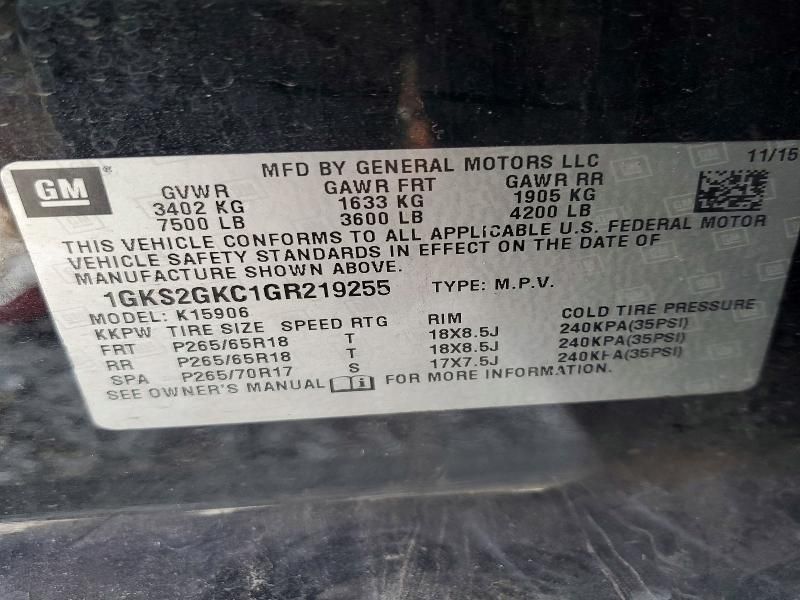 GM
MFD BY GENERAL MOTORS LLC 11/15
GVWR GAWR FRT GAWR RR
3402 KG 1633 KG 1905 KG
7500 LB 3600 LB 4200 LB
THIS VEHICLE CONFORMS TO ALL APPLICABLE U.S. FEDERAL MOTOR
VEHICLE SAFETY STANDARDS IN EFFECT ON THE DATE OF
MANUFACTURE SHOWN ABOVE.
1GKS2GKC1GR219255 TYPE: M.P.V.
MODEL: K15906
KKPW TIRE SIZE SPEED RTG RIM COLD TIRE PRESSURE
FRT P265/65R18 T 18X8.5J 240KPA(35PSI)
RR P265/65R18 T 18X8.5J 240KPA(35PSI)
SPA P265/70R17 S 17X7.5J 240KPA(35PSI)
SEE OWNER'S MANUAL FOR MORE INFORMATION.